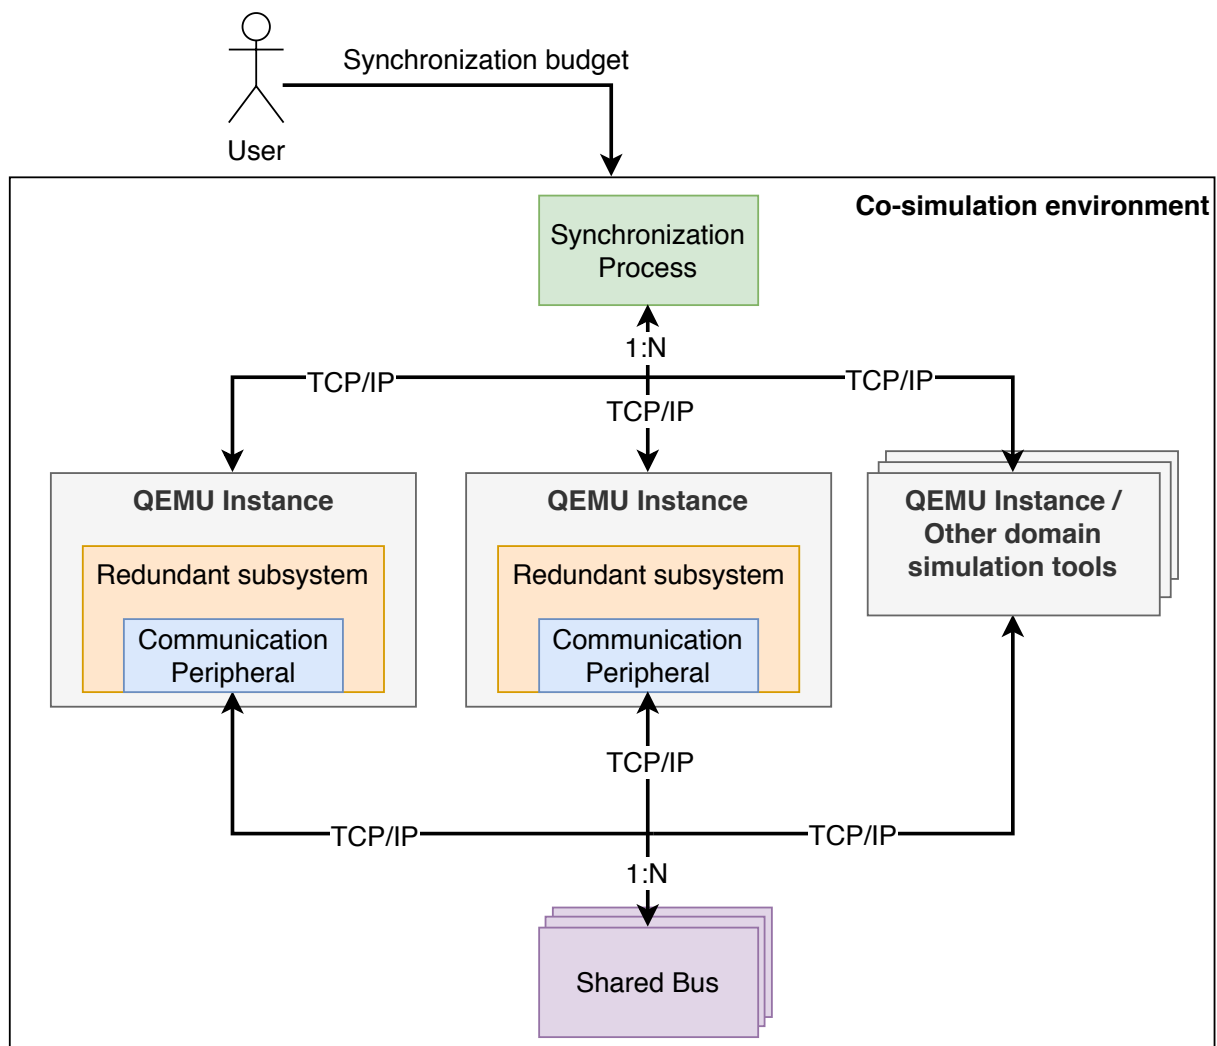 Synchronization budget
User
Co-simulation environment
Synchronization
Process
1:N
TCP/IP
TCP/IP
TCP/IP
QEMU Instance
Redundant subsystem
Communication
Peripheral
QEMU Instance
Redundant subsystem
Communication
Peripheral
QEMU Instance /
Other domain
simulation tools
TCP/IP
TCP/IP
TCP/IP
1:N
Shared Bus